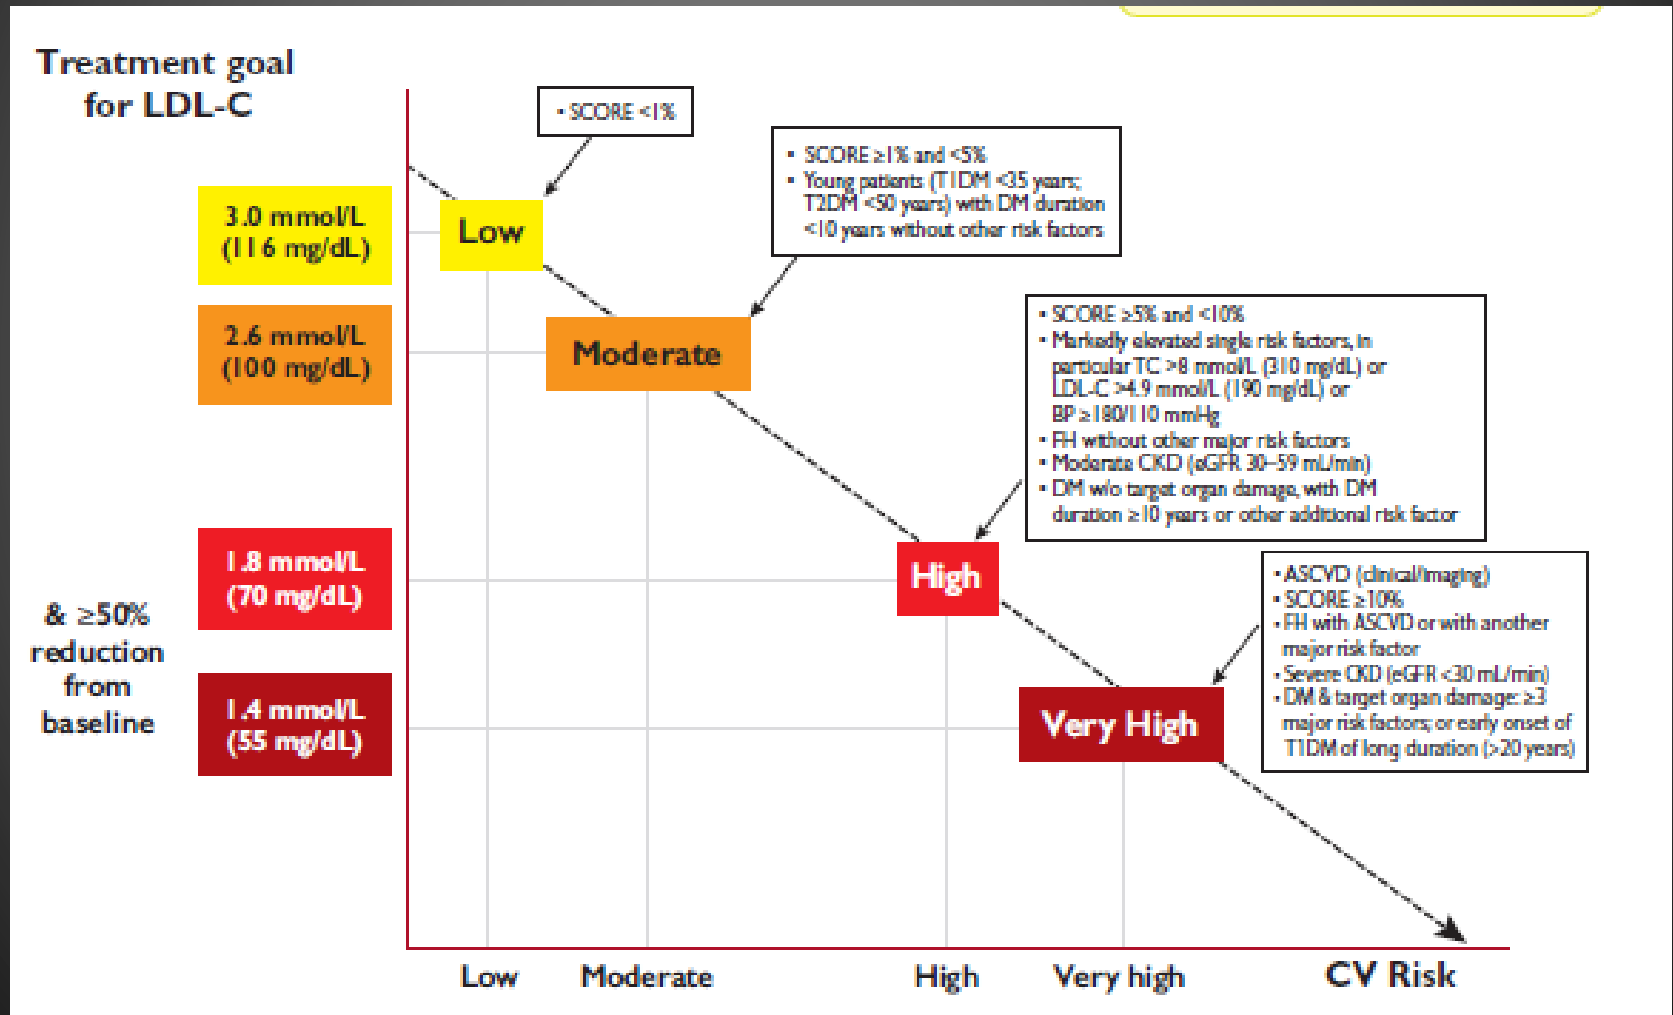 Treatment goal
for LDL-C
3.0 mmol/L
(116 mg/dL)
2.6 mmol/L
(100 mg/dL)
1.8 mmol/L
(70 mg/dL)
& ≥50%
reduction
from
baseline
1.4 mmol/L
(55 mg/dL)
• SCORE <1%
Low
• SCORE ≥1% and <5%
• Young patients (T1DM <35 years;
T2DM <50 years) with DM duration
<10 years without other risk factors
Moderate
• SCORE ≥5% and <10%
• Markedly elevated single risk factors, in
particular TC >8 mmol/L (310 mg/dL) or
LDL-C >4.9 mmol/L (190 mg/dL) or
BP ≥180/110 mmHg
• FH without other major risk factors
• Moderate CKD (eGFR 30–59 mL/min)
• DM w/o target organ damage, with DM
duration ≥10 years or other additional risk factor
High
• ASCVD (clinical/imaging)
• SCORE ≥10%
• FH with ASCVD or with another
major risk factor
• Severe CKD (eGFR <30 mL/min)
• DM & target organ damage: ≥3
major risk factors; or early onset of
T1DM of long duration (>20 years)
Very High
Low Moderate High Very high CV Risk